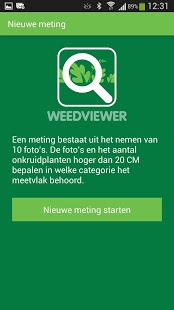 12:31
Nieuwe meting
WEEDVIEWER
Een meting bestaat uit het nemen van
10 foto's. De foto's en het aantal
onkruidplanten hoger dan 20 CM
bepalen in welke categorie het
meetvlak behoord.
Nieuwe meting starten